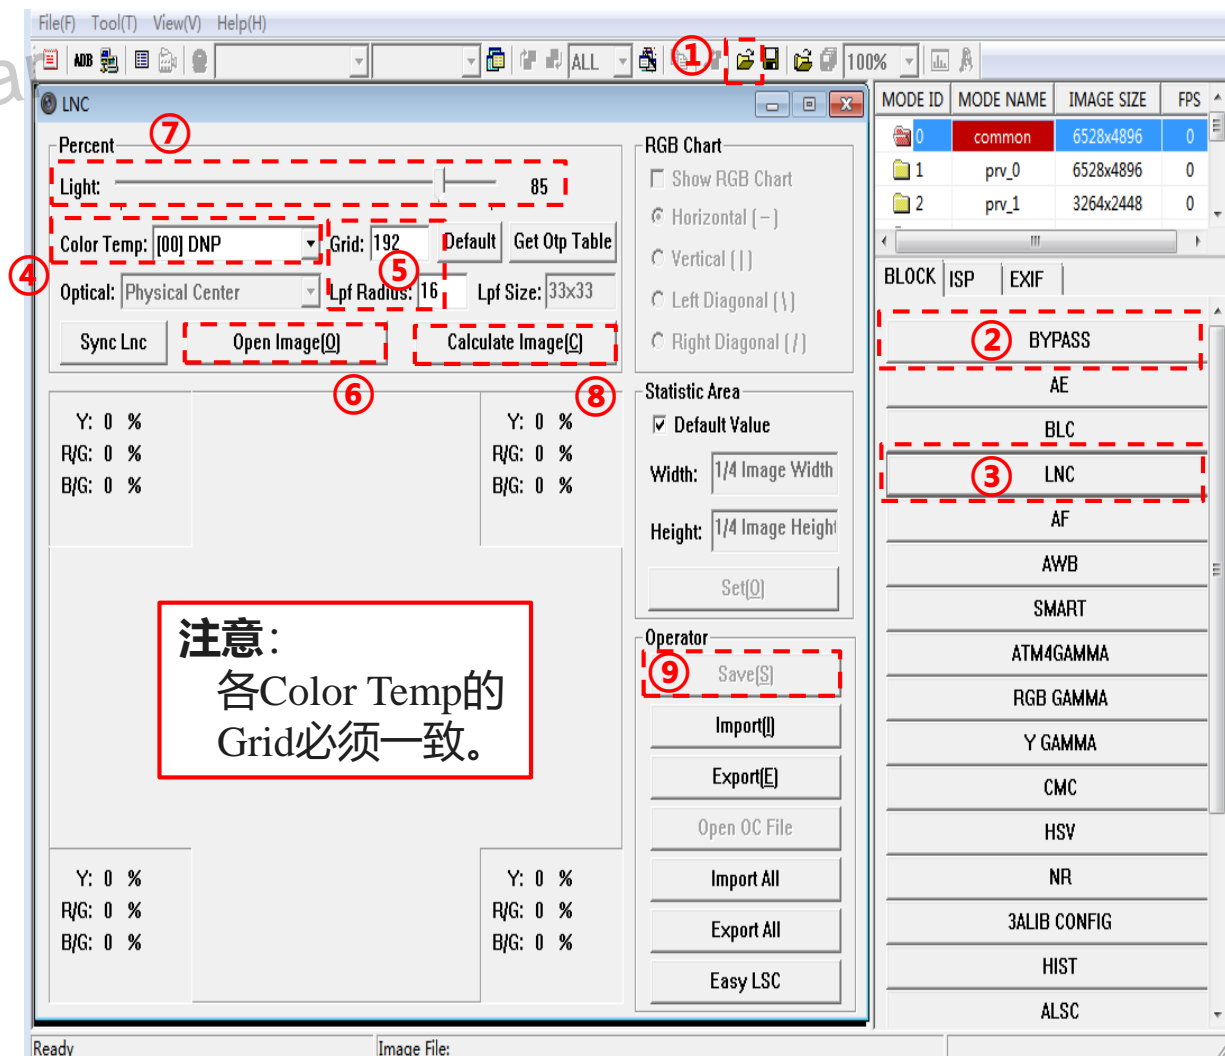 File(F) Tool(T) View(V) Help(H)
ADB ALL ① 100%
LNC
MODE ID MODE NAME IMAGE SIZE FPS
0 common 6528x4896 0
1 prv_0 6528x4896 0
2 prv_1 3264x2448 0
Percent ⑦
Light: 85
④ Color Temp: [00] DNP Grid: 192 Default Get Otp Table
⑤
Optical: Physical Center Lpf Radius: 16 Lpf Size: 33x33
Sync Lnc Open Image(O) Calculate Image(C)
⑥ ⑧
RGB Chart
Show RGB Chart
Horizontal (–)
Vertical (|)
Left Diagonal (\)
Right Diagonal (/)
Y: 0 %
R/G: 0 %
B/G: 0 %
Y: 0 %
R/G: 0 %
B/G: 0 %
Statistic Area
Default Value
Width: 1/4 Image Width
Height: 1/4 Image Height
Set(O)
注意:
各Color Temp的
Grid必须一致。
Operator
⑨ Save(S)
Import(I)
Export(E)
Open OC File
Import All
Export All
Easy LSC
Y: 0 %
R/G: 0 %
B/G: 0 %
Y: 0 %
R/G: 0 %
B/G: 0 %
BLOCK ISP EXIF
② BYPASS
AE
BLC
③ LNC
AF
AWB
SMART
ATM4GAMMA
RGB GAMMA
Y GAMMA
CMC
HSV
NR
3ALIB CONFIG
HIST
ALSC
Ready Image File: